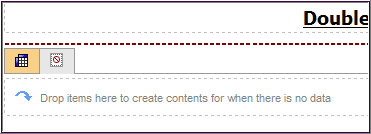 Double
Drop items here to create contents for when there is no data